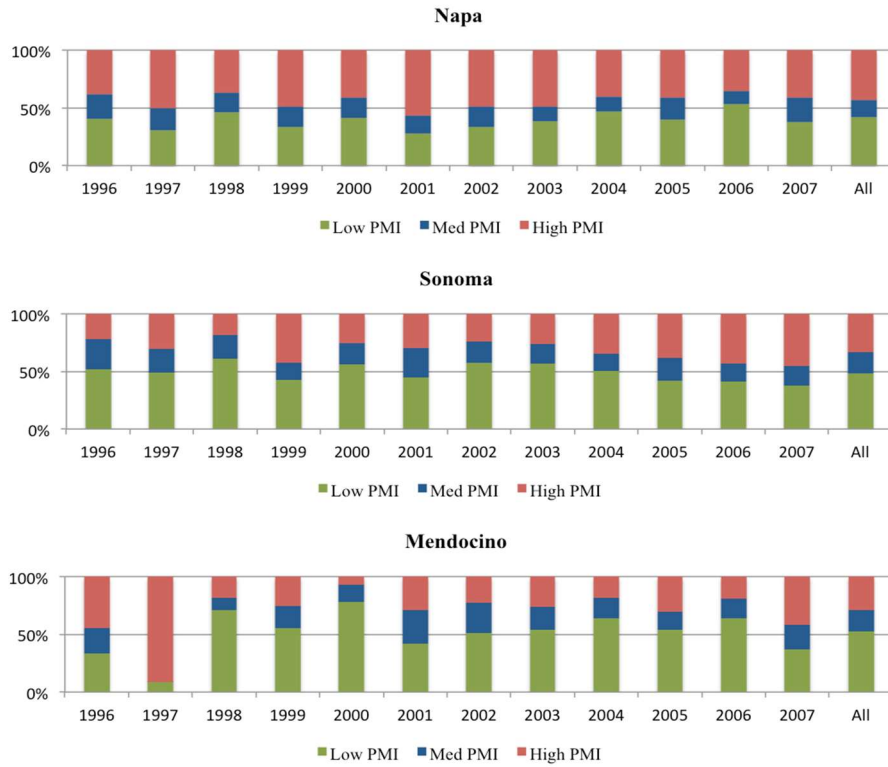 Napa
100%
50%
0%
1996 1997 1998 1999 2000 2001 2002 2003 2004 2005 2006 2007 All
Low PMI Med PMI High PMI
Sonoma
100%
50%
0%
1996 1997 1998 1999 2000 2001 2002 2003 2004 2005 2006 2007 All
Low PMI Med PMI High PMI
Mendocino
100%
50%
0%
1996 1997 1998 1999 2000 2001 2002 2003 2004 2005 2006 2007 All
Low PMI Med PMI High PMI